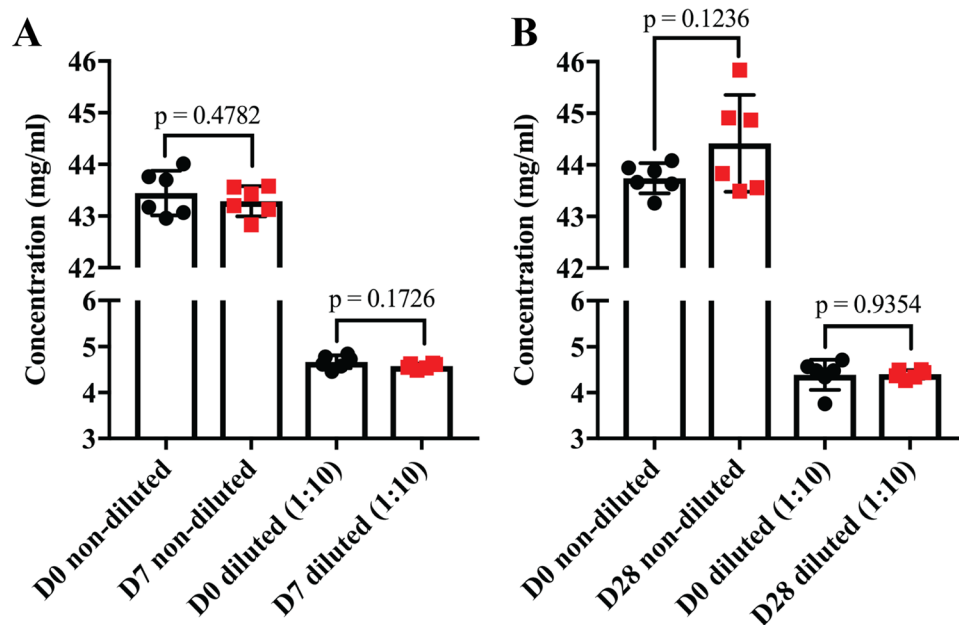 A
Concentration (mg/ml)
46
45
44
43
42
6
5
4
3
p = 0.4782
p = 0.1726
D0 non-diluted
D7 non-diluted
D0 diluted (1:10)
D7 diluted (1:10)
B
Concentration (mg/ml)
46
45
44
43
42
6
5
4
3
p = 0.1236
p = 0.9354
D0 non-diluted
D28 non-diluted
D0 diluted (1:10)
D28 diluted (1:10)